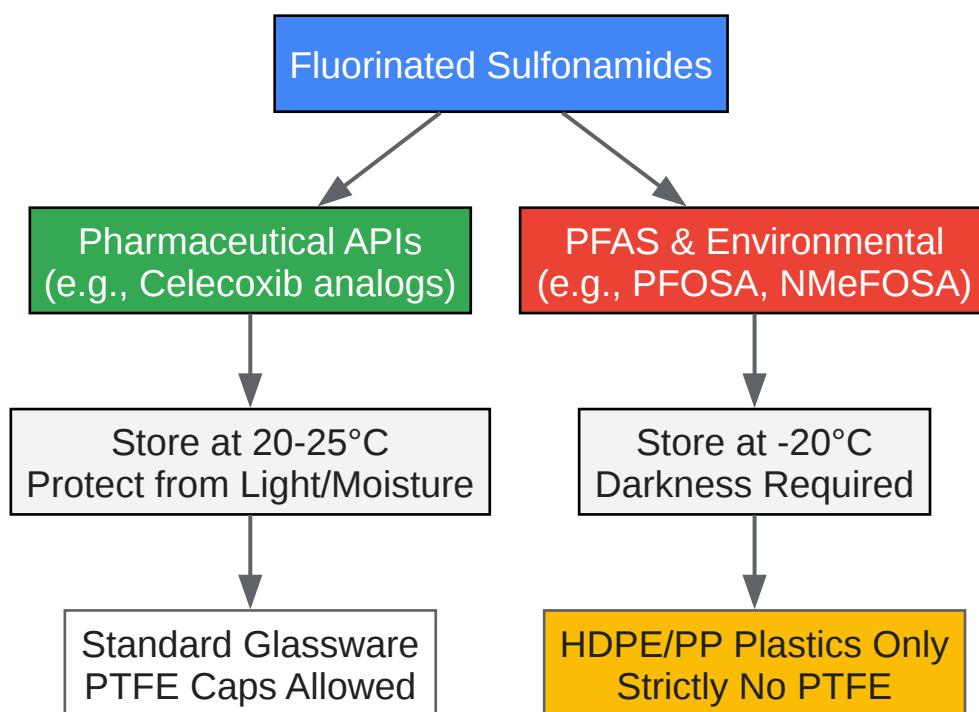 Fluorinated Sulfonamides
Pharmaceutical APIs
(e.g., Celecoxib analogs)
PFAS & Environmental
(e.g., PFOSA, NMeFOSA)
Store at 20-25°C
Protect from Light/Moisture
Store at -20°C
Darkness Required
Standard Glassware
PTFE Caps Allowed
HDPE/PP Plastics Only
Strictly No PTFE